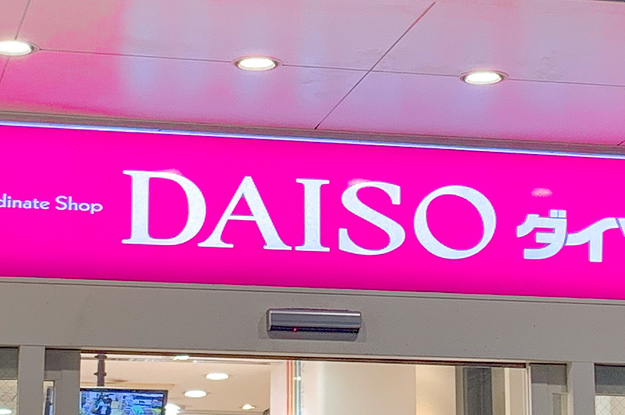 dinate Shop DAISO ダイ